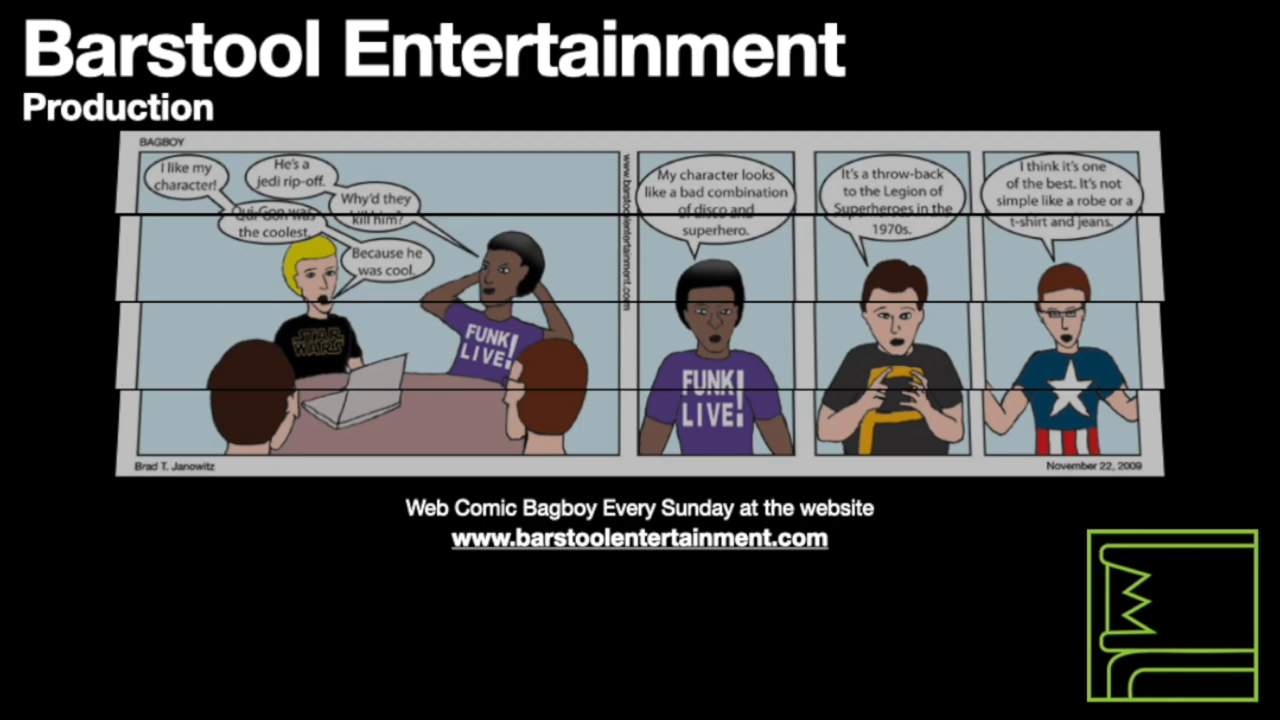 Barstool Entertainment
Production
BAGBOY
I like my
character!
He's a
jedi rip-off.
Qui-Gon was
the coolest.
Why'd they
kill him?
Because he
was cool.
STAR
WARS
FUNK
LIVE!
www.barstoolentertainment.com
My character looks
like a bad combination
of disco and
superhero.
FUNK
LIVE!
It's a throw-back
to the Legion of
Superheroes in the
1970s.
I think it's one
of the best. It's not
simple like a robe or a
t-shirt and jeans.
Brad T. Janowitz
November 22, 2009
Web Comic Bagboy Every Sunday at the website
www.barstoolentertainment.com